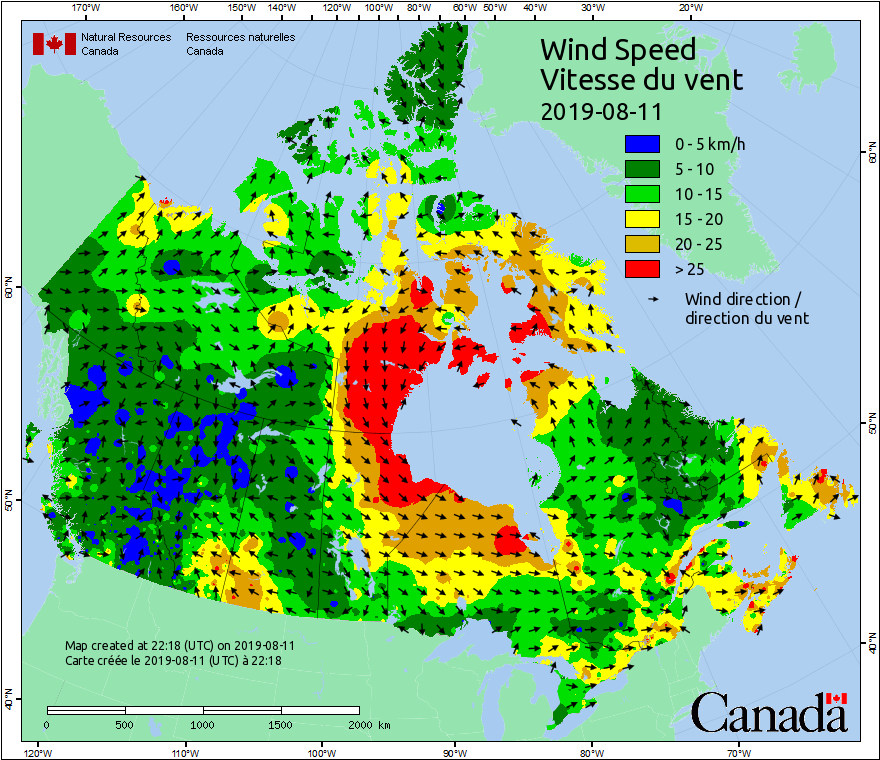 170°W 160°W 150°W 140°W 130°W 120°W 110°W 100°W 90°W 80°W 60°W 50°W 40°W 30°W 20°W
Natural Resources Ressources naturelles
Canada Canada
Wind Speed
Vitesse du vent
2019-08-11
0 - 5 km/h
5 - 10
10 - 15
15 - 20
20 - 25
> 25
Wind direction /
direction du vent
60°N
60°N
50°N
50°N
40°N
40°N
Map created at 22:18 (UTC) on 2019-08-11
Carte créée le 2019-08-11 (UTC) à 22:18
0 500 1000 1500 2000 km
Canada
120°W 110°W 100°W 90°W 80°W 70°W